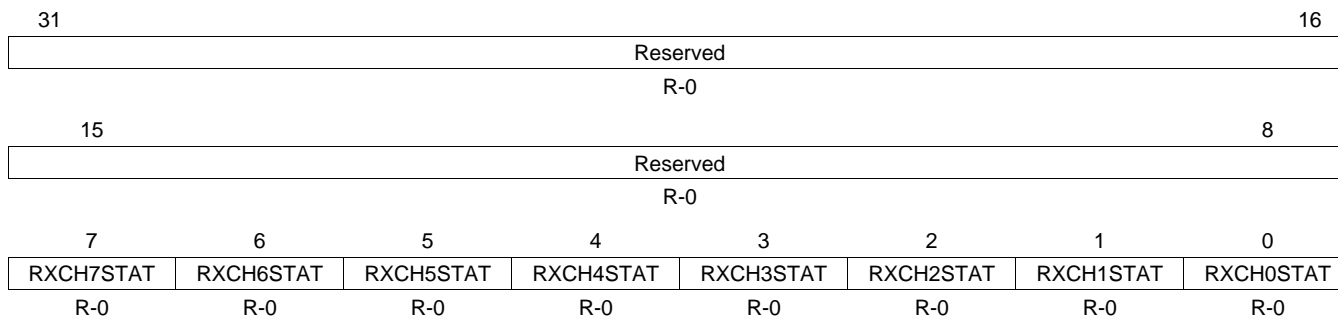 31 16
Reserved
R-0
15 8
Reserved
R-0
7 6 5 4 3 2 1 0
RXCH7STAT RXCH6STAT RXCH5STAT RXCH4STAT RXCH3STAT RXCH2STAT RXCH1STAT RXCH0STAT
R-0 R-0 R-0 R-0 R-0 R-0 R-0 R-0